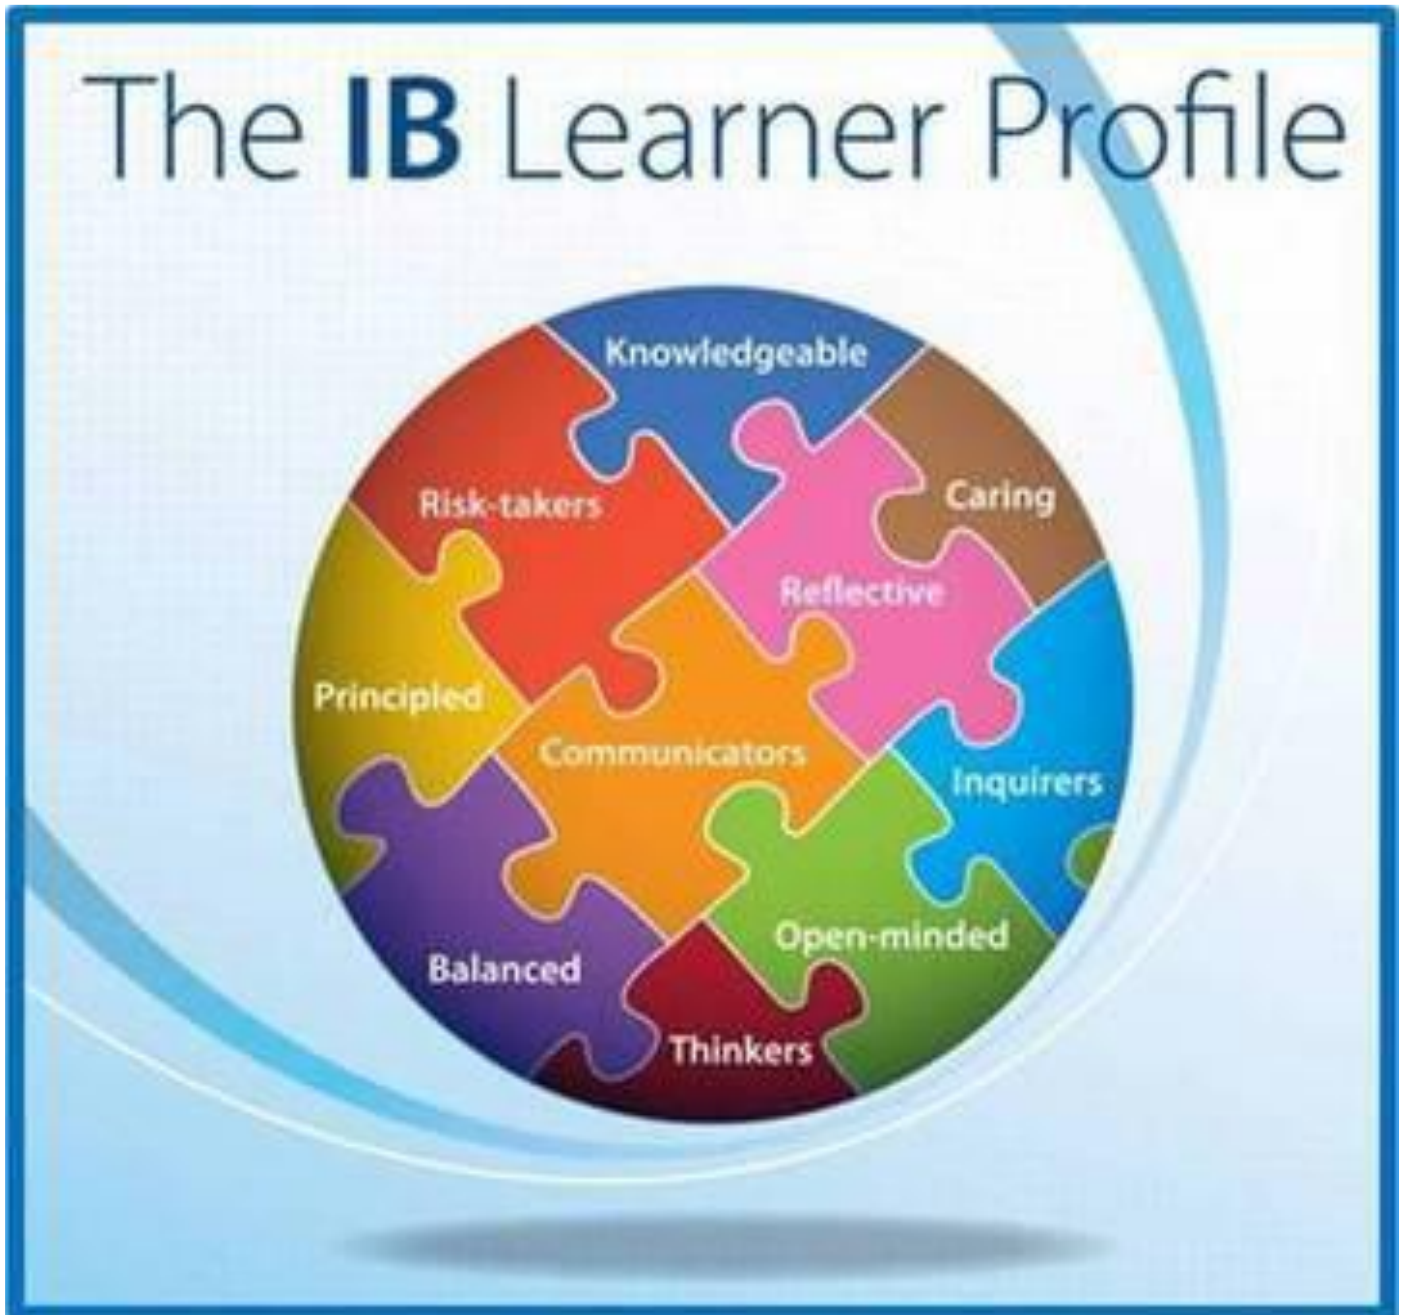 The IB Learner Profile
Knowledgeable
Risk-takers
Caring
Reflective
Principled
Communicators
Inquirers
Open-minded
Balanced
Thinkers